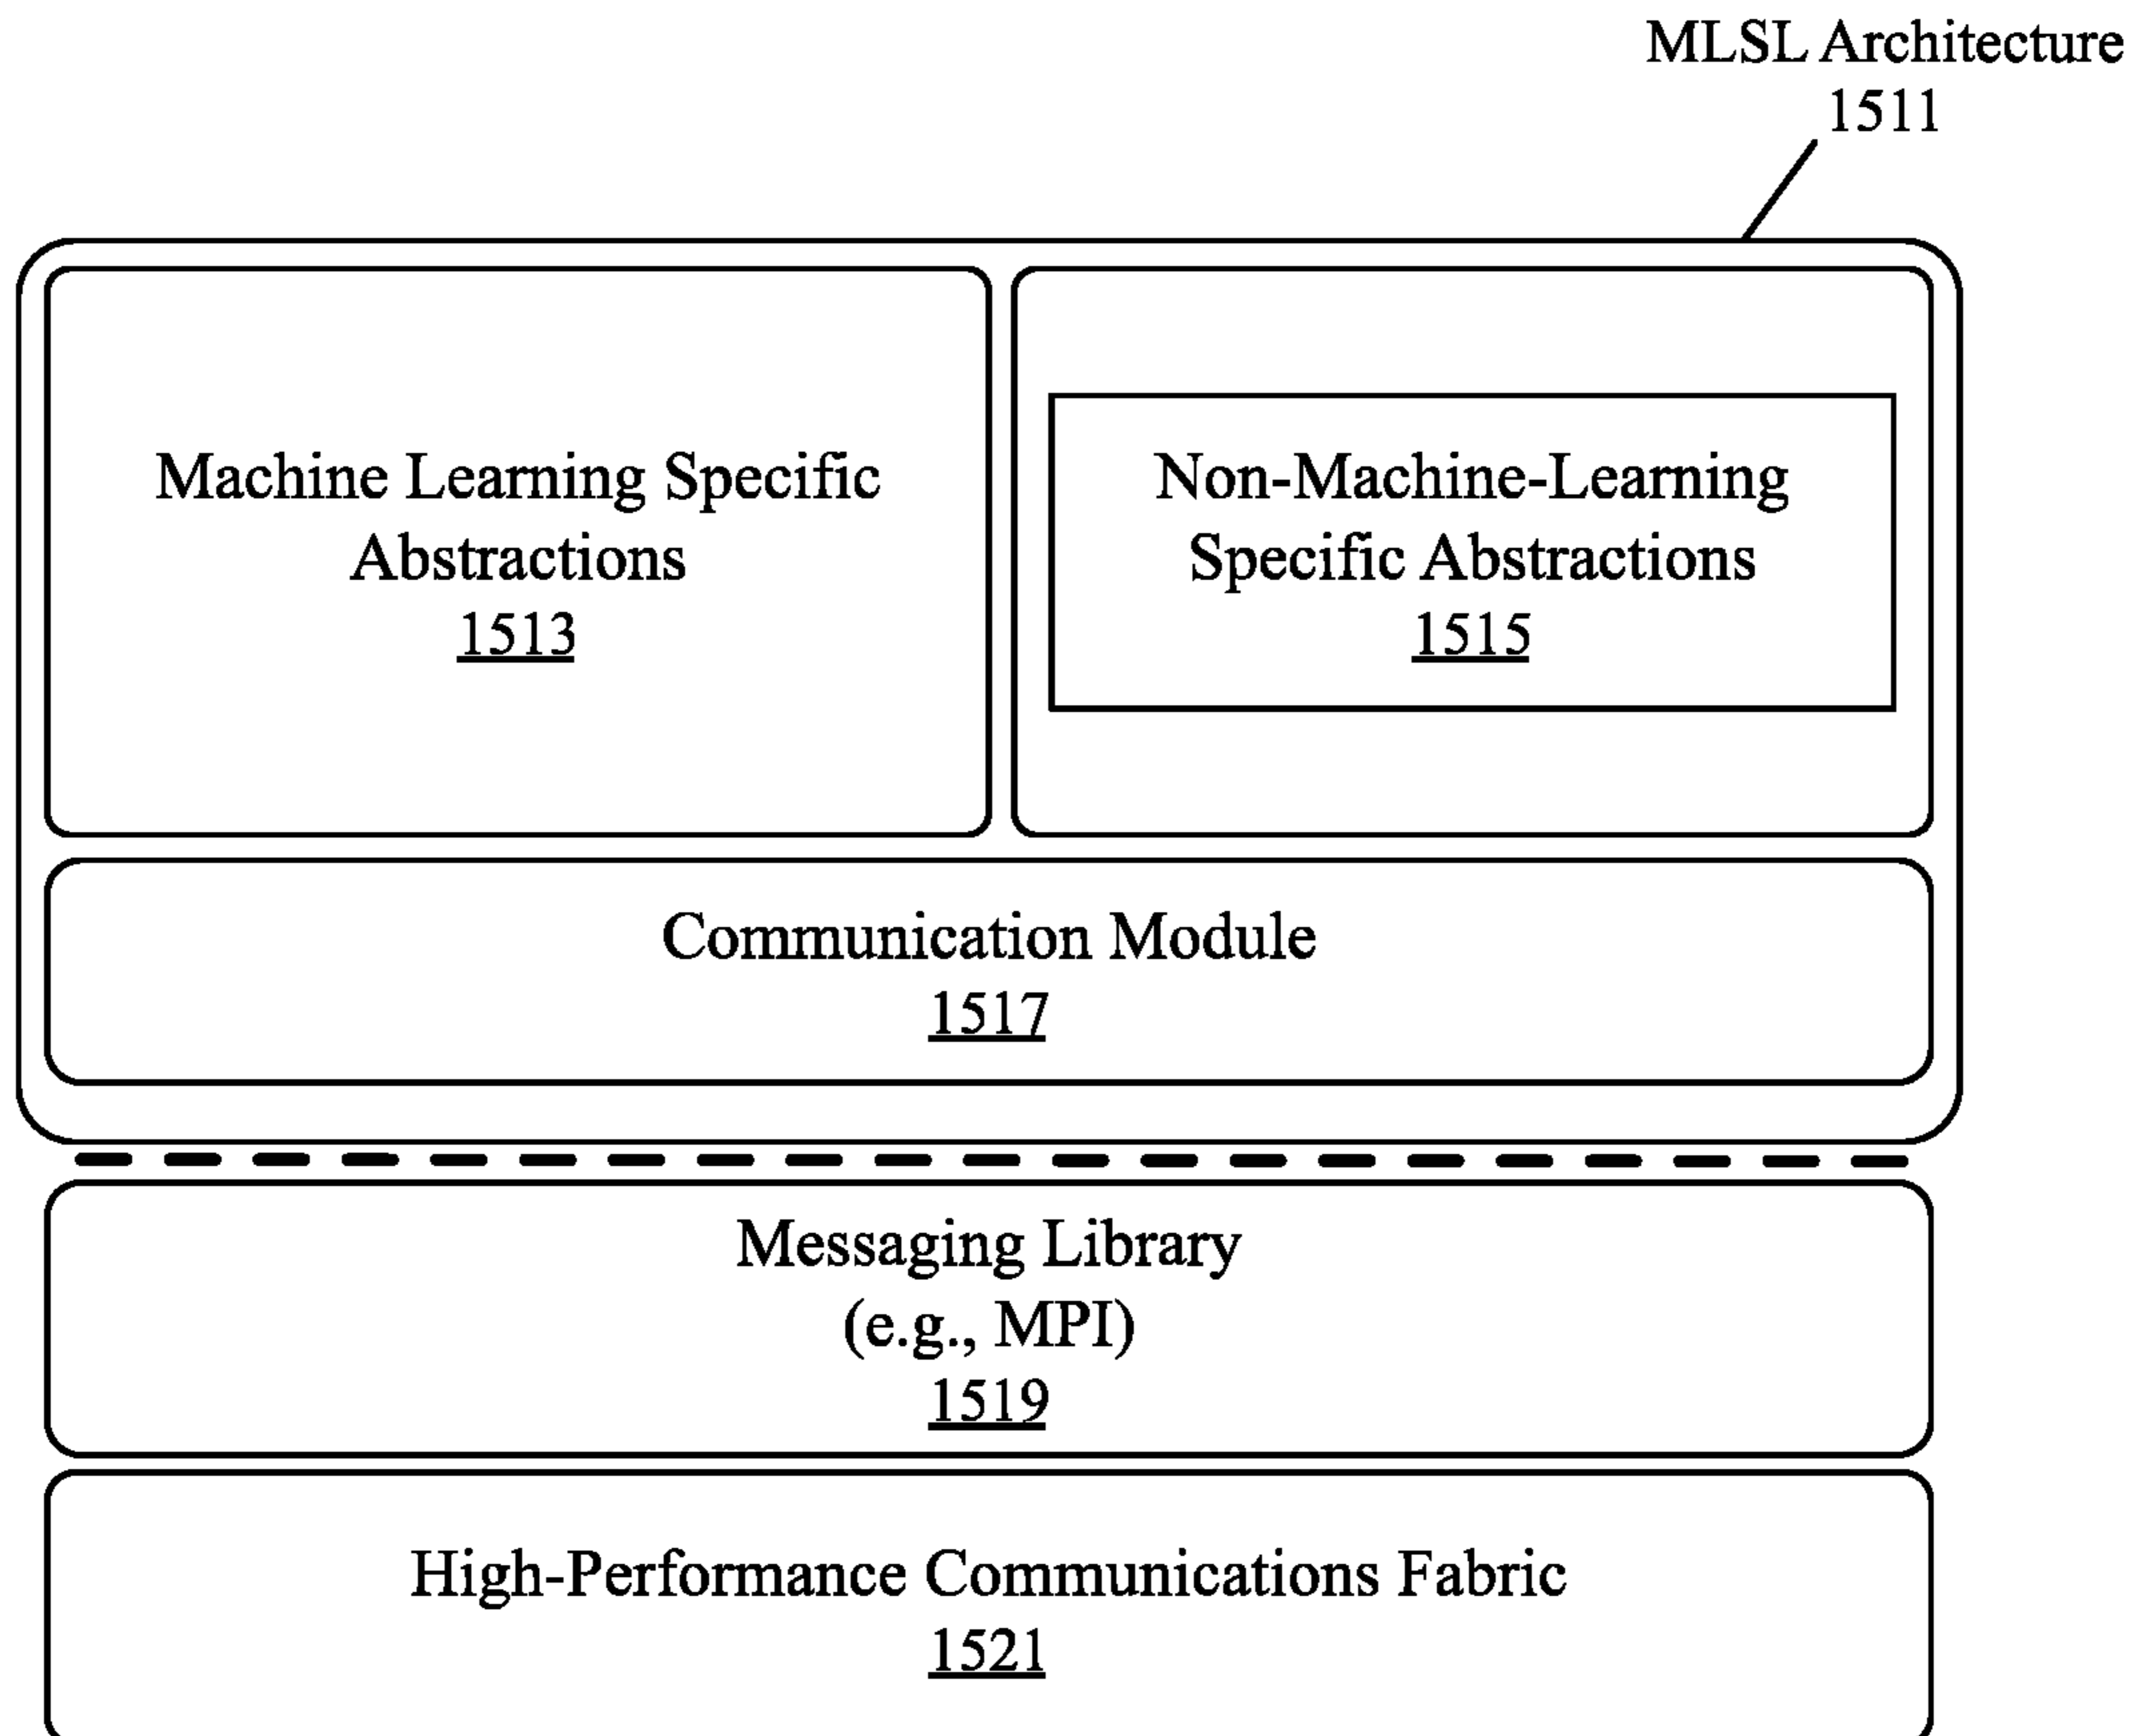 MLSL Architecture
1511
Machine Learning Specific
Abstractions
1513
Non-Machine-Learning
Specific Abstractions
1515
Communication Module
1517
Messaging Library
(e.g., MPI)
1519
High-Performance Communications Fabric
1521